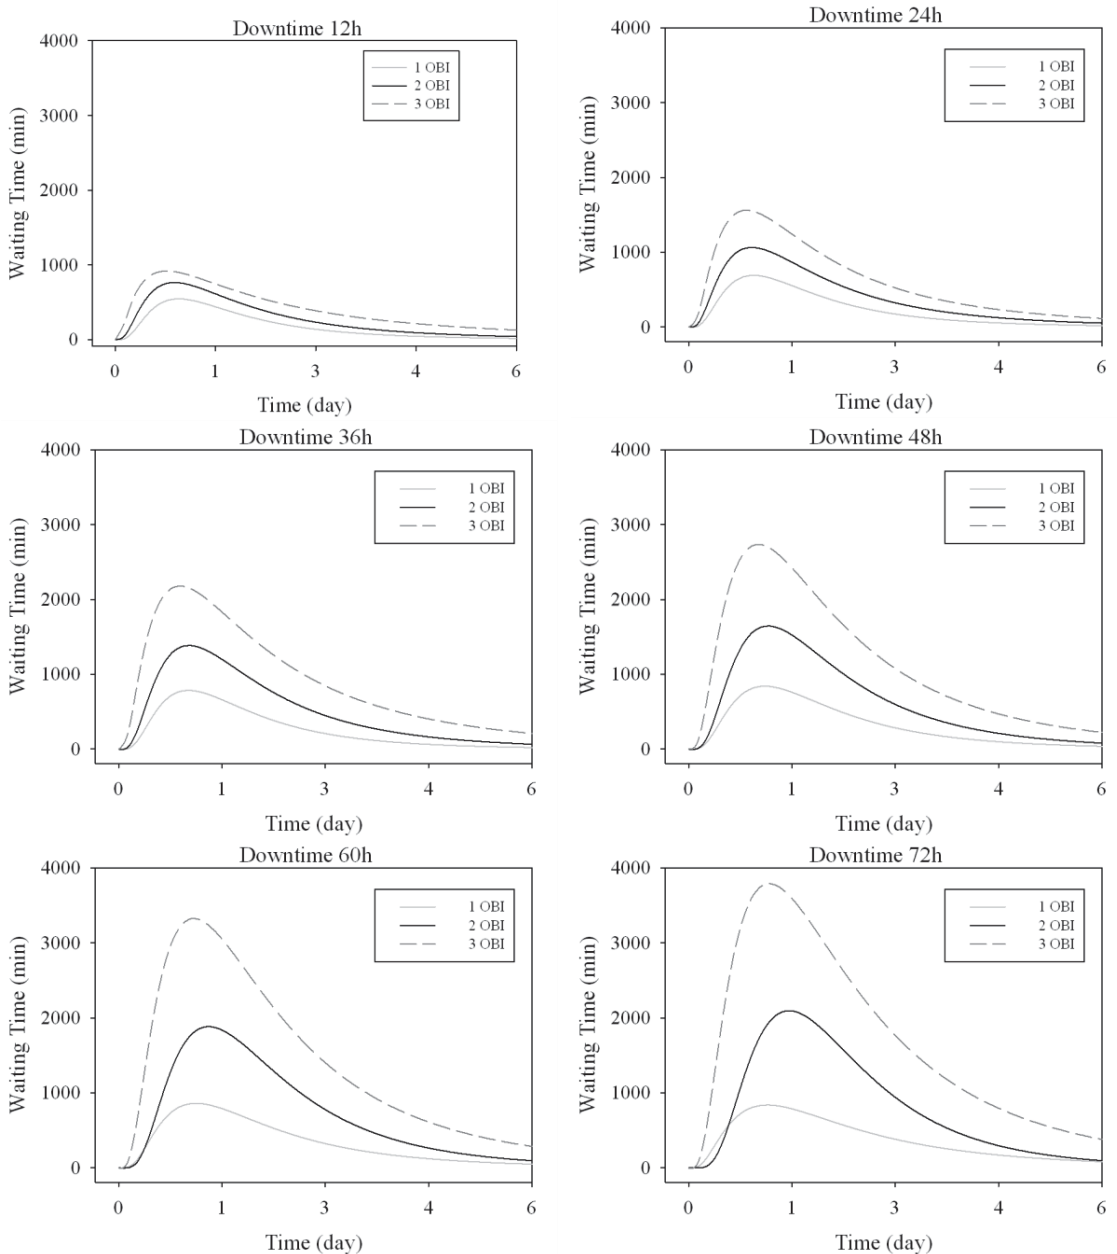 Downtime 12h
4000
3000
2000
1000
0
Waiting Time (min)
1 OBI
2 OBI
3 OBI
0 1 3 4 6
Time (day)
Downtime 24h
4000
3000
2000
1000
0
Waiting Time (min)
1 OBI
2 OBI
3 OBI
0 1 3 4 6
Time (day)
Downtime 36h
4000
3000
2000
1000
0
Waiting Time (min)
1 OBI
2 OBI
3 OBI
0 1 3 4 6
Time (day)
Downtime 48h
4000
3000
2000
1000
0
Waiting Time (min)
1 OBI
2 OBI
3 OBI
0 1 3 4 6
Time (day)
Downtime 60h
4000
3000
2000
1000
0
Waiting Time (min)
1 OBI
2 OBI
3 OBI
0 1 3 4 6
Time (day)
Downtime 72h
4000
3000
2000
1000
0
Waiting Time (min)
1 OBI
2 OBI
3 OBI
0 1 3 4 6
Time (day)